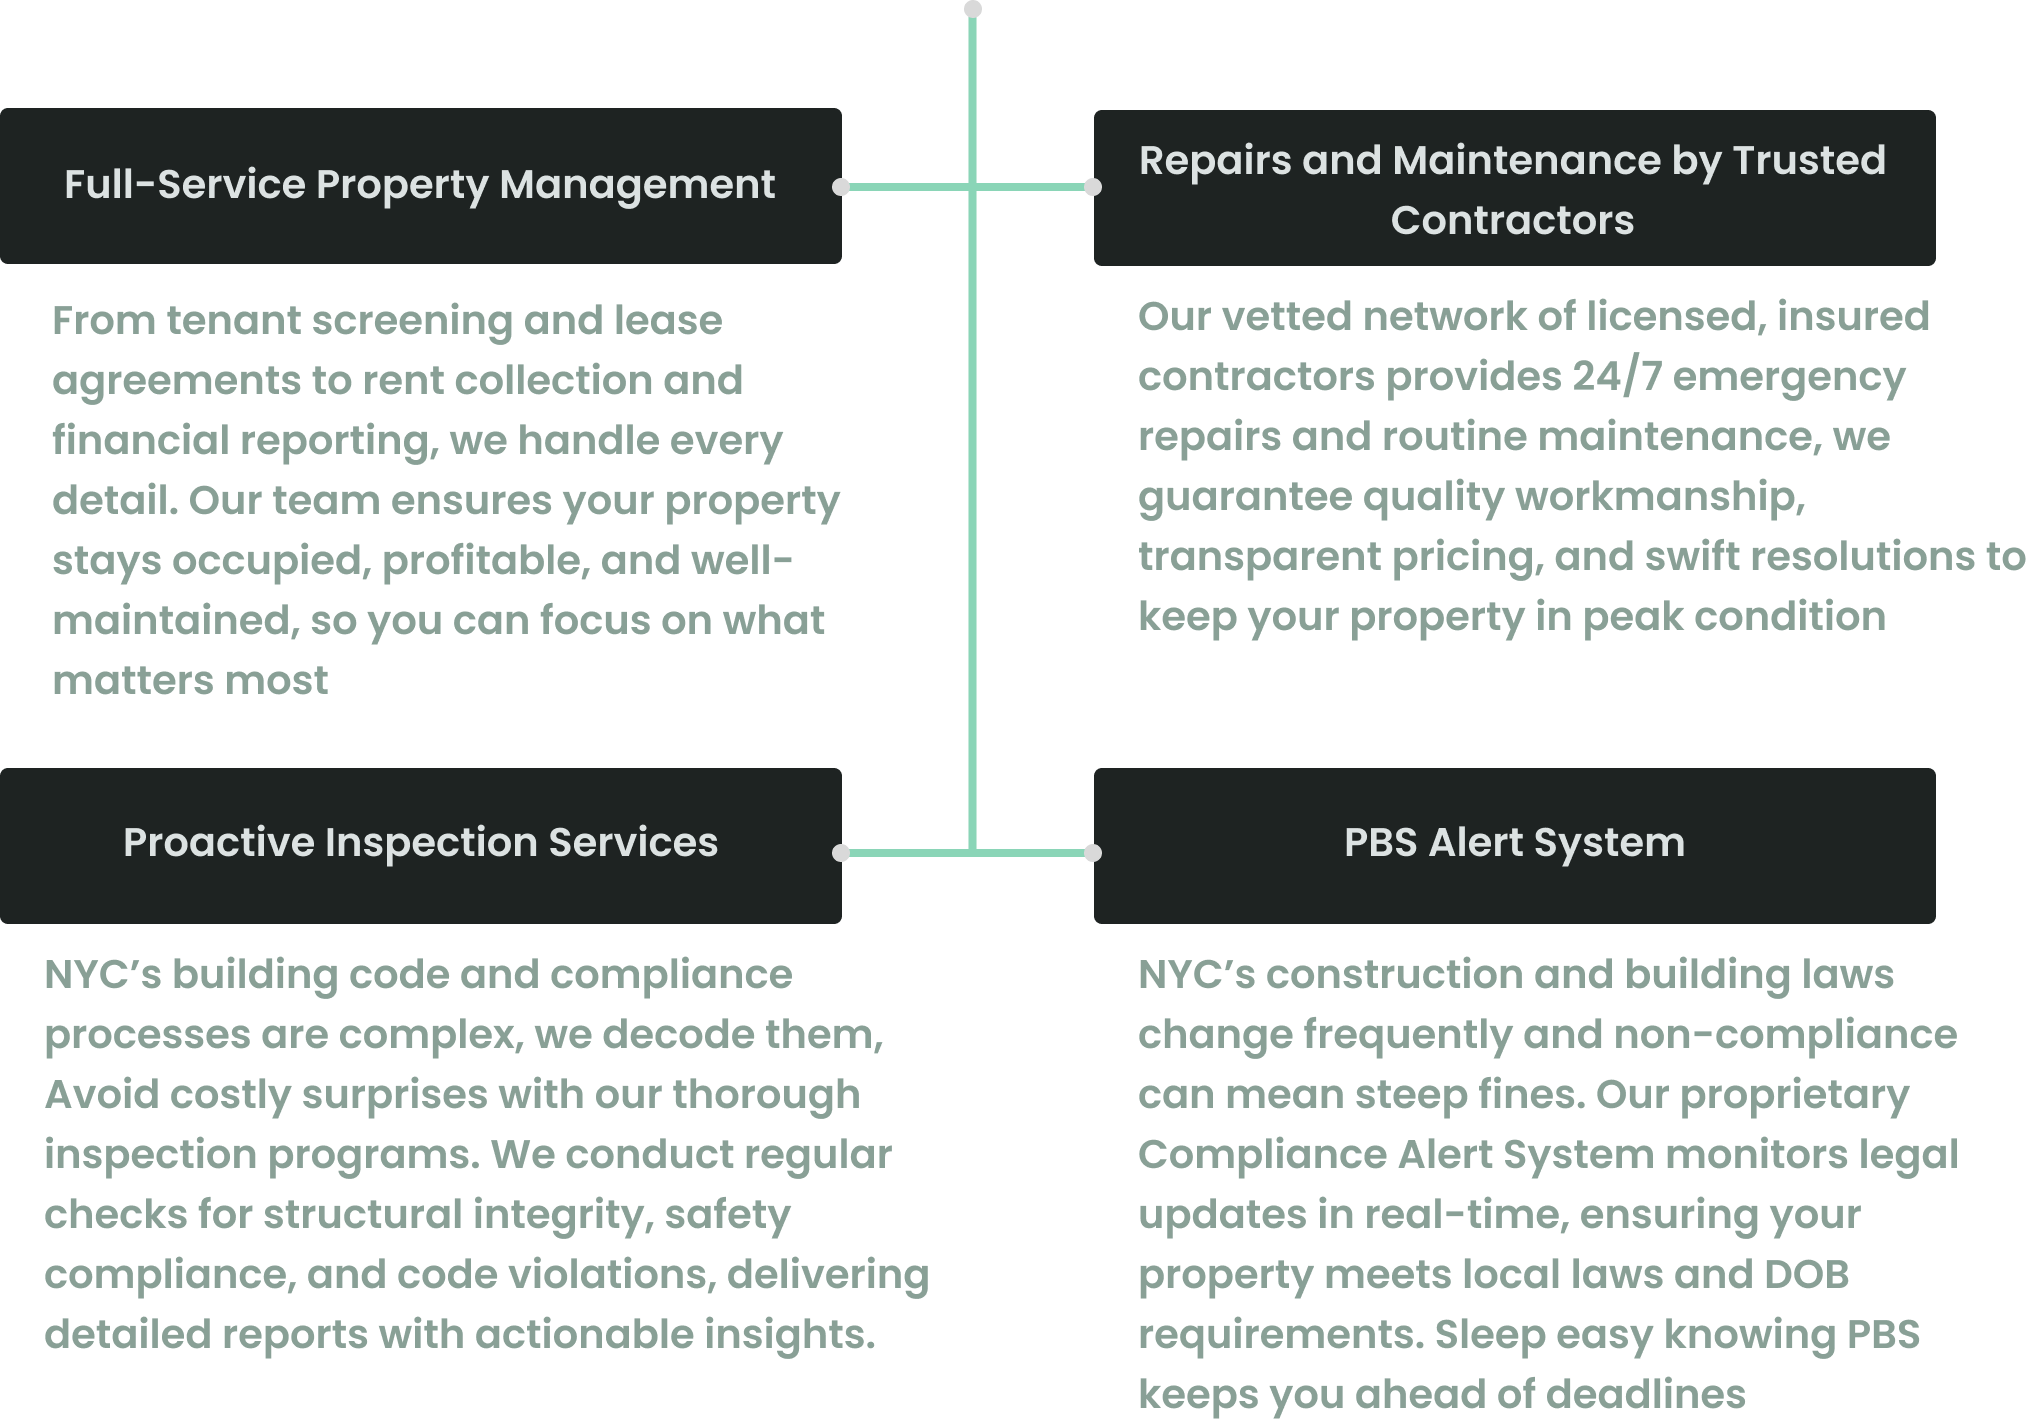 Full-Service Property Management
From tenant screening and lease
agreements to rent collection and
financial reporting, we handle every
detail. Our team ensures your property
stays occupied, profitable, and well-
maintained, so you can focus on what
matters most
Repairs and Maintenance by Trusted
Contractors
Our vetted network of licensed, insured
contractors provides 24/7 emergency
repairs and routine maintenance, we
guarantee quality workmanship,
transparent pricing, and swift resolutions to
keep your property in peak condition
Proactive Inspection Services
NYC’s building code and compliance
processes are complex, we decode them,
Avoid costly surprises with our thorough
inspection programs. We conduct regular
checks for structural integrity, safety
compliance, and code violations, delivering
detailed reports with actionable insights.
PBS Alert System
NYC’s construction and building laws
change frequently and non-compliance
can mean steep fines. Our proprietary
Compliance Alert System monitors legal
updates in real-time, ensuring your
property meets local laws and DOB
requirements. Sleep easy knowing PBS
keeps you ahead of deadlines